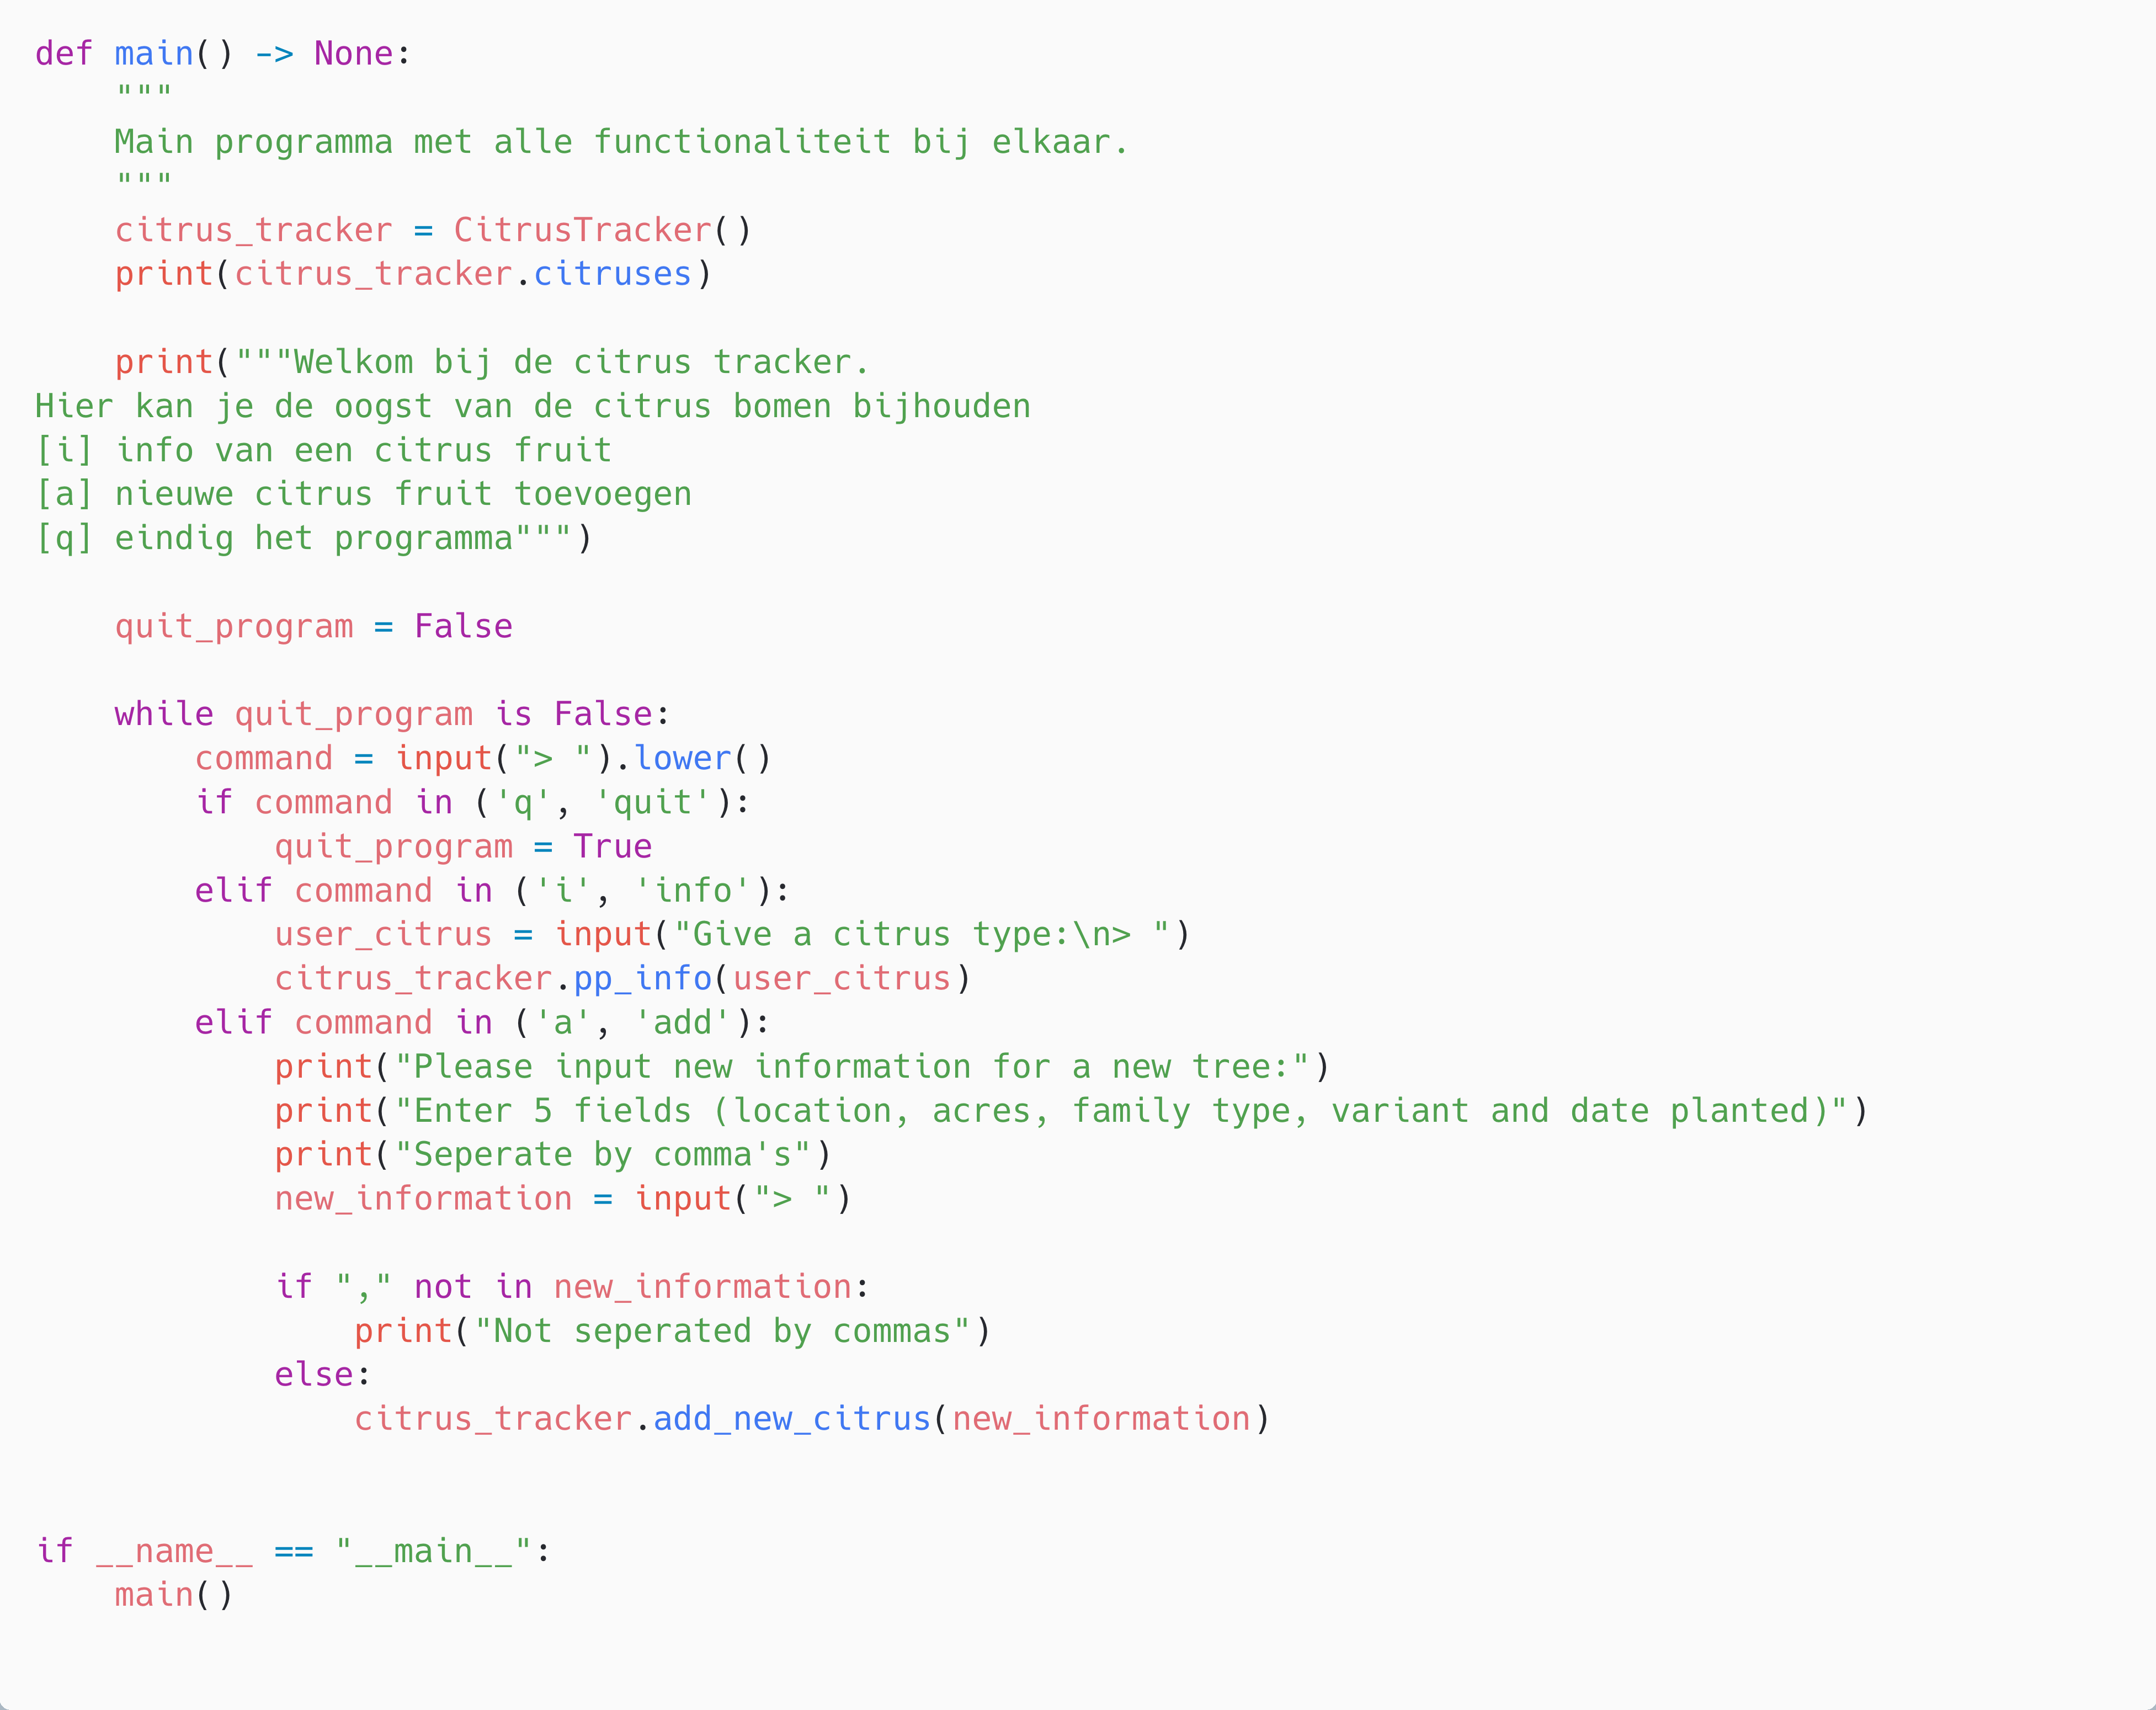 def main() -> None:
    """
    Main programma met alle functionaliteit bij elkaar.
    """
    citrus_tracker = CitrusTracker()
    print(citrus_tracker.citruses)

    print("""Welkom bij de citrus tracker.
Hier kan je de oogst van de citrus bomen bijhouden
[i] info van een citrus fruit
[a] nieuwe citrus fruit toevoegen
[q] eindig het programma""")

    quit_program = False

    while quit_program is False:
        command = input("> ").lower()
        if command in ('q', 'quit'):
            quit_program = True
        elif command in ('i', 'info'):
            user_citrus = input("Give a citrus type:\n> ")
            citrus_tracker.pp_info(user_citrus)
        elif command in ('a', 'add'):
            print("Please input new information for a new tree:")
            print("Enter 5 fields (location, acres, family type, variant and date planted)")
            print("Seperate by comma's")
            new_information = input("> ")

            if "," not in new_information:
                print("Not seperated by commas")
            else:
                citrus_tracker.add_new_citrus(new_information)


if __name__ == "__main__":
    main()